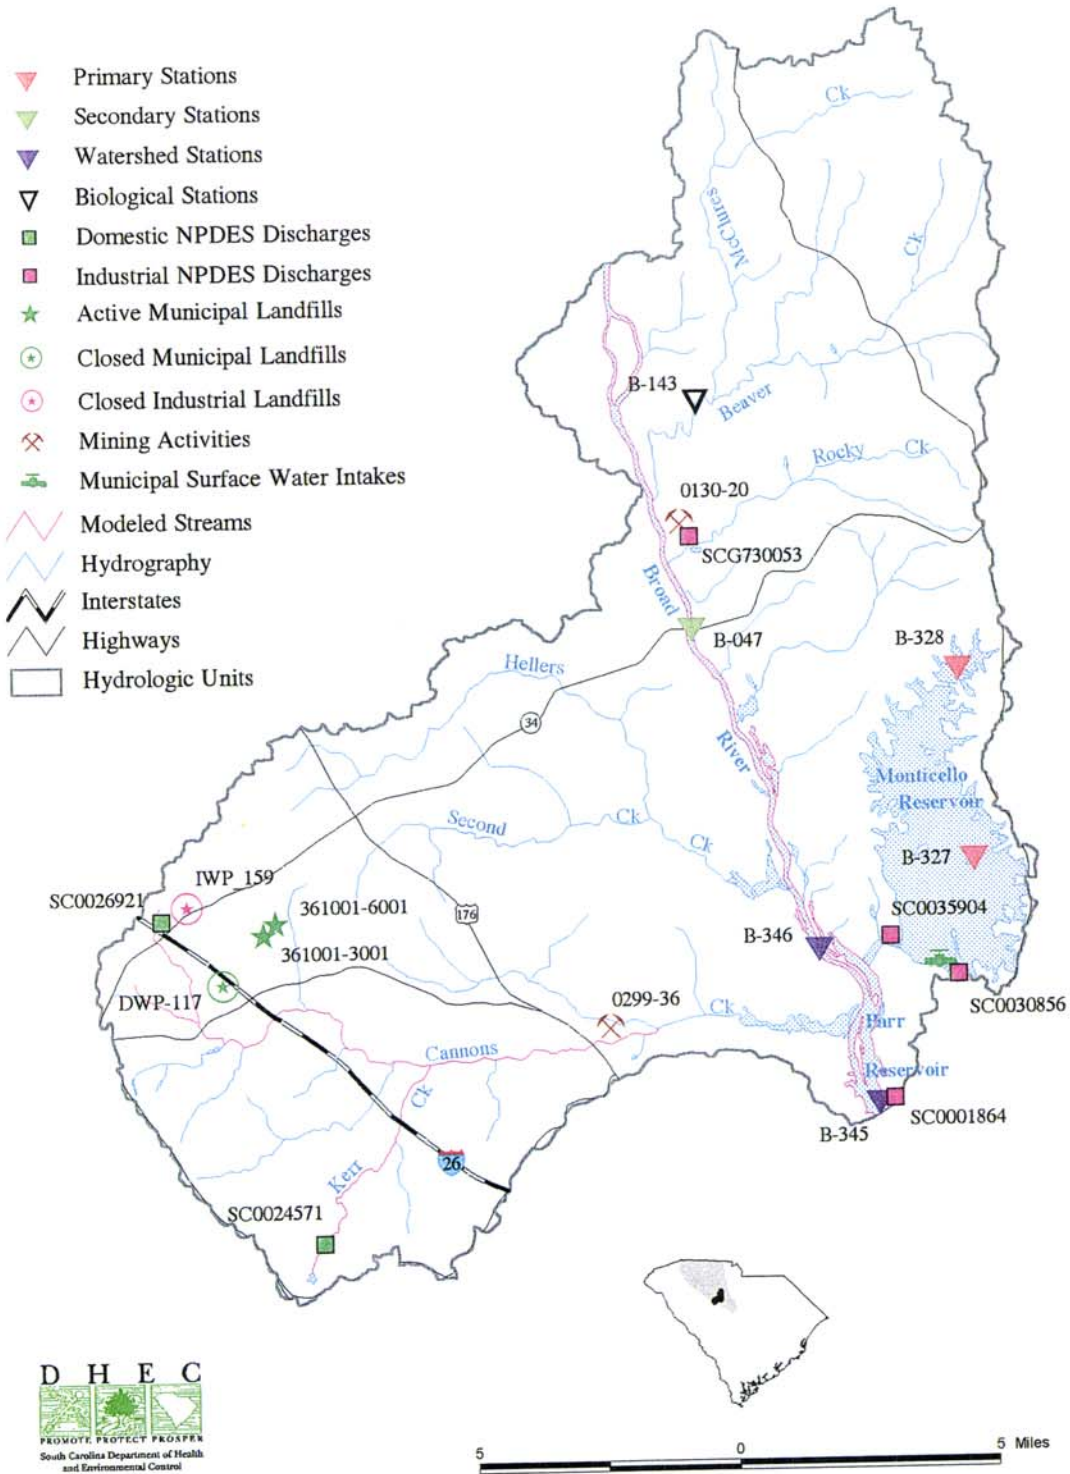 Primary Stations
Secondary Stations
Watershed Stations
Biological Stations
Domestic NPDES Discharges
Industrial NPDES Discharges
Active Municipal Landfills
Closed Municipal Landfills
Closed Industrial Landfills
Mining Activities
Municipal Surface Water Intakes
Modeled Streams
Hydrography
Interstates
Highways
Hydrologic Units
Ck
McClures
Ck
B-143
Beaver
Rocky Ck
0130-20
SCG730053
Broad
B-047
B-328
Hellers
34
River
Monticello
Reservoir
Second Ck
Ck
B-327
IWP_159
SC0026921
361001-6001
176
SC0035904
B-346
361001-3001
DWP-117
0299-36
Ck
SC0030856
Parr
Cannons
Reservoir
Ck
SC0001864
B-345
26
Kerr
SC0024571
D H E C
PROMOTE PROTECT PROSPER
South Carolina Department of Health
and Environmental Control
5 0 5 Miles